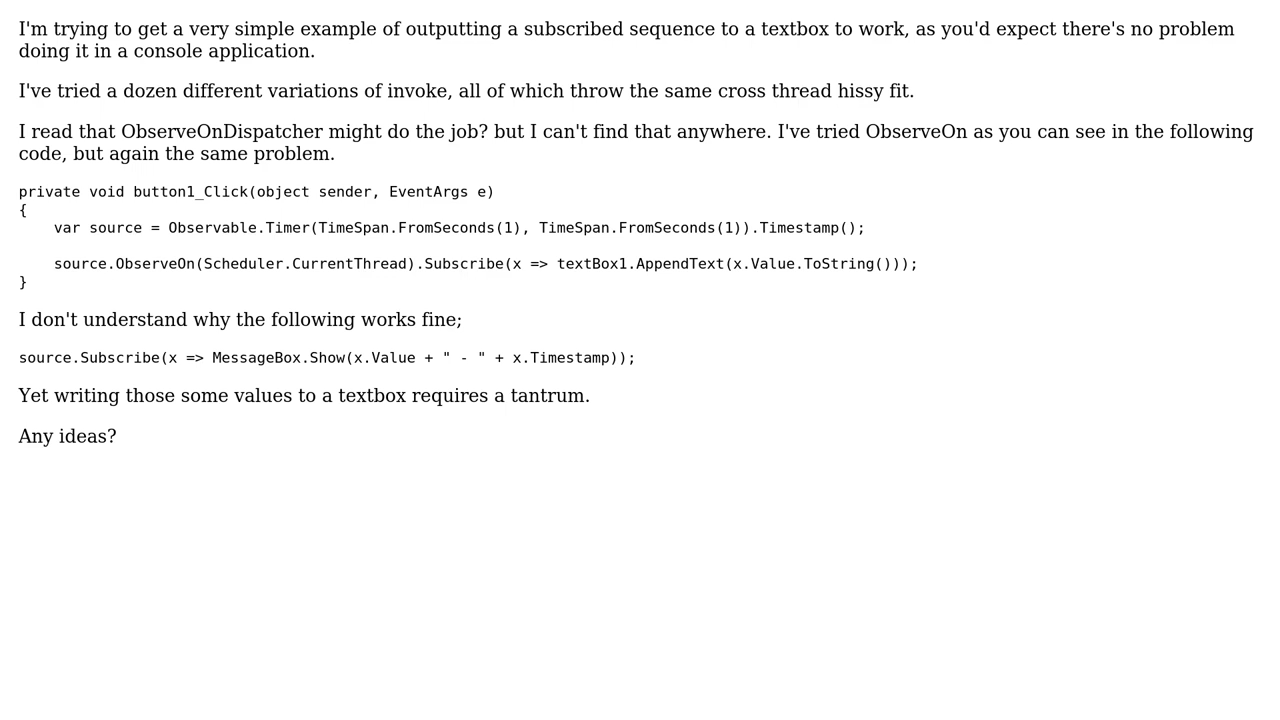 I'm trying to get a very simple example of outputting a subscribed sequence to a textbox to work, as you'd expect there's no problem
doing it in a console application.
I've tried a dozen different variations of invoke, all of which throw the same cross thread hissy fit.
I read that ObserveOnDispatcher might do the job? but I can't find that anywhere. I've tried ObserveOn as you can see in the following
code, but again the same problem.
private void button1_Click(object sender, EventArgs e)
{
    var source = Observable.Timer(TimeSpan.FromSeconds(1), TimeSpan.FromSeconds(1)).Timestamp();
    source.ObserveOn(Scheduler.CurrentThread).Subscribe(x => textBox1.AppendText(x.Value.ToString()));
}
I don't understand why the following works fine;
source.Subscribe(x => MessageBox.Show(x.Value + " - " + x.Timestamp));
Yet writing those some values to a textbox requires a tantrum.
Any ideas?